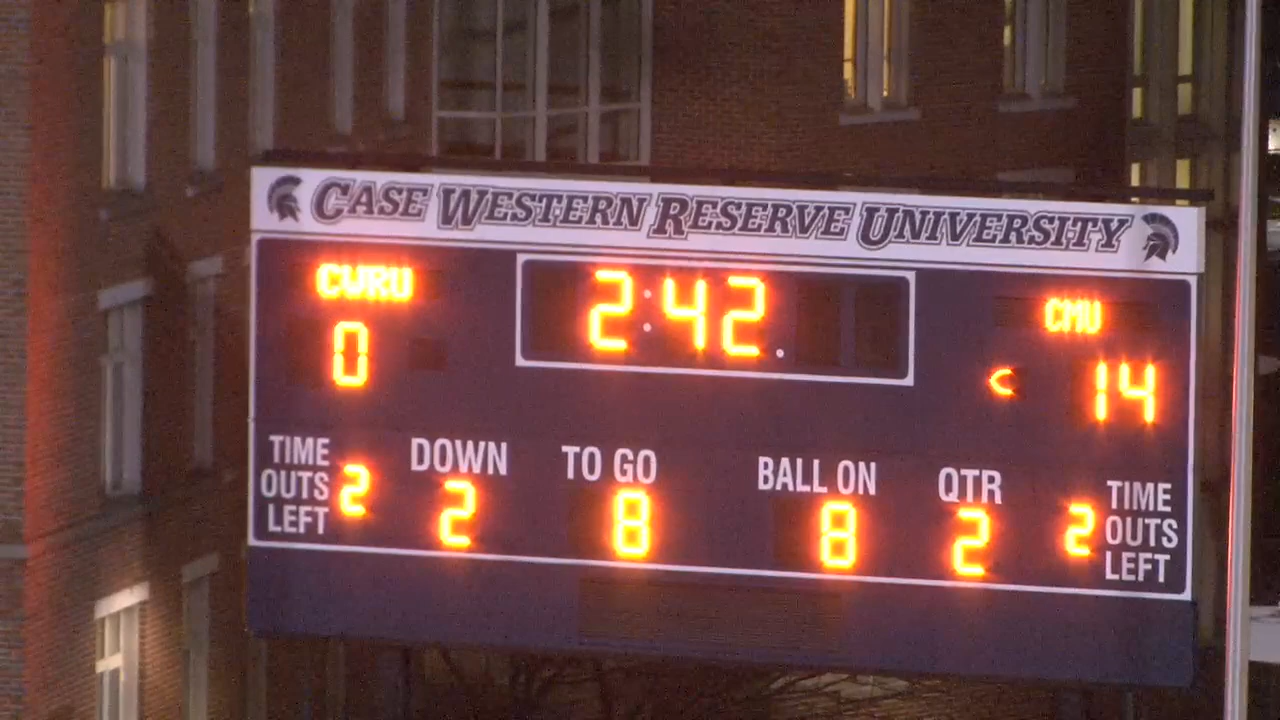 CASE WESTERN RESERVE UNIVERSITY
CWRU 2:42. CMU
0 < 14
TIME OUTS LEFT 2
DOWN 2
TO GO 8
BALL ON 8
QTR 2
2 TIME OUTS LEFT